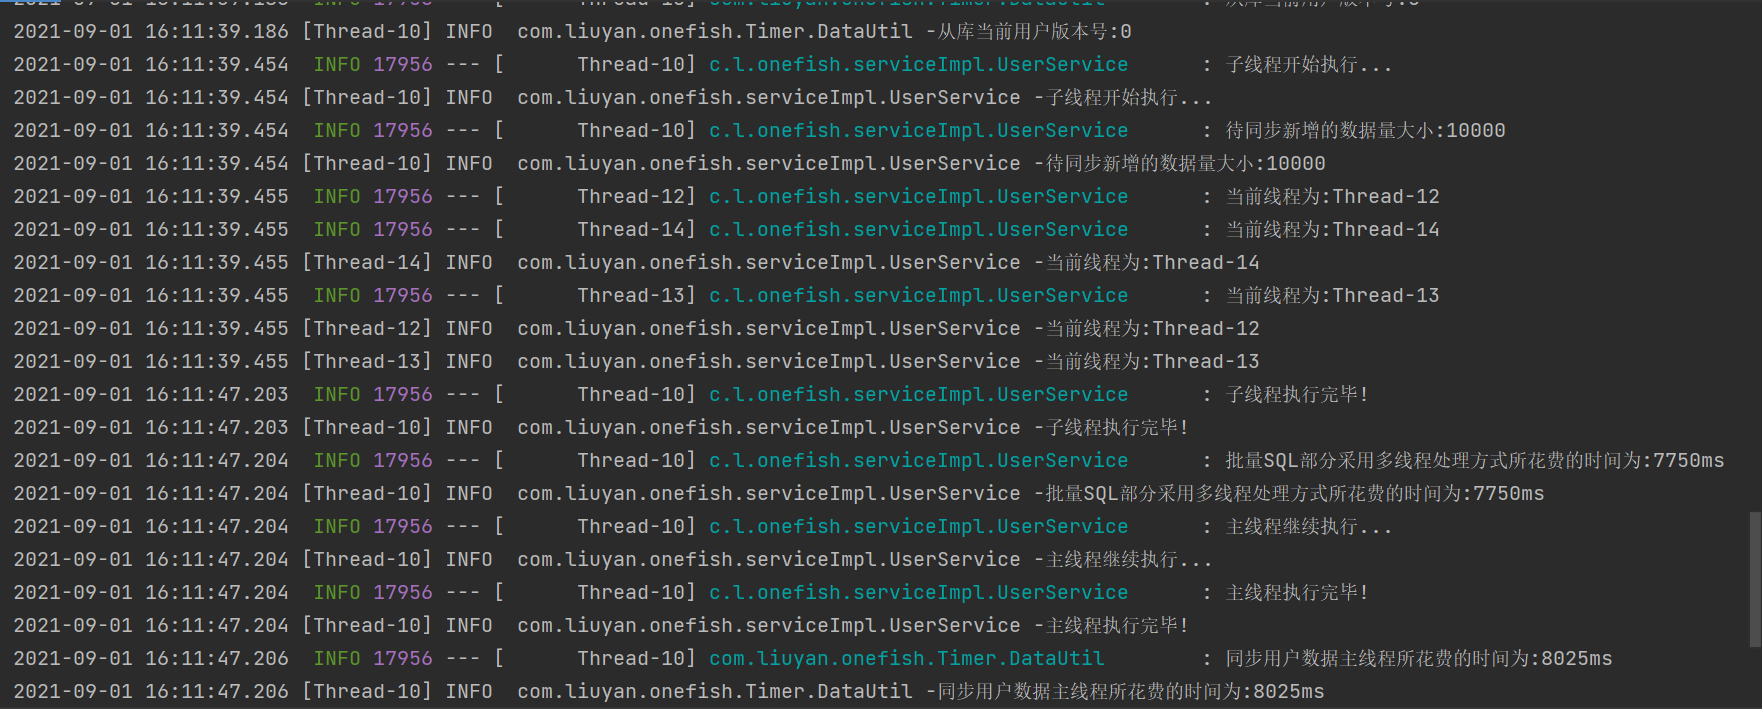 2021-09-01 16:11:39.186 [Thread-10] INFO  com.liuyan.onefish.Timer.DataUtil -从库当前用户版本号:0
2021-09-01 16:11:39.454  INFO 17956 --- [      Thread-10] c.l.onefish.serviceImpl.UserService      : 子线程开始执行...
2021-09-01 16:11:39.454 [Thread-10] INFO  com.liuyan.onefish.serviceImpl.UserService -子线程开始执行...
2021-09-01 16:11:39.454  INFO 17956 --- [      Thread-10] c.l.onefish.serviceImpl.UserService      : 待同步新增的数据量大小:10000
2021-09-01 16:11:39.454 [Thread-10] INFO  com.liuyan.onefish.serviceImpl.UserService -待同步新增的数据量大小:10000
2021-09-01 16:11:39.455  INFO 17956 --- [      Thread-12] c.l.onefish.serviceImpl.UserService      : 当前线程为:Thread-12
2021-09-01 16:11:39.455  INFO 17956 --- [      Thread-14] c.l.onefish.serviceImpl.UserService      : 当前线程为:Thread-14
2021-09-01 16:11:39.455 [Thread-14] INFO  com.liuyan.onefish.serviceImpl.UserService -当前线程为:Thread-14
2021-09-01 16:11:39.455  INFO 17956 --- [      Thread-13] c.l.onefish.serviceImpl.UserService      : 当前线程为:Thread-13
2021-09-01 16:11:39.455 [Thread-12] INFO  com.liuyan.onefish.serviceImpl.UserService -当前线程为:Thread-12
2021-09-01 16:11:39.455 [Thread-13] INFO  com.liuyan.onefish.serviceImpl.UserService -当前线程为:Thread-13
2021-09-01 16:11:47.203  INFO 17956 --- [      Thread-10] c.l.onefish.serviceImpl.UserService      : 子线程执行完毕!
2021-09-01 16:11:47.203 [Thread-10] INFO  com.liuyan.onefish.serviceImpl.UserService -子线程执行完毕!
2021-09-01 16:11:47.204  INFO 17956 --- [      Thread-10] c.l.onefish.serviceImpl.UserService      : 批量SQL部分采用多线程处理方式所花费的时间为:7750ms
2021-09-01 16:11:47.204 [Thread-10] INFO  com.liuyan.onefish.serviceImpl.UserService -批量SQL部分采用多线程处理方式所花费的时间为:7750ms
2021-09-01 16:11:47.204  INFO 17956 --- [      Thread-10] c.l.onefish.serviceImpl.UserService      : 主线程继续执行...
2021-09-01 16:11:47.204 [Thread-10] INFO  com.liuyan.onefish.serviceImpl.UserService -主线程继续执行...
2021-09-01 16:11:47.204  INFO 17956 --- [      Thread-10] c.l.onefish.serviceImpl.UserService      : 主线程执行完毕!
2021-09-01 16:11:47.204 [Thread-10] INFO  com.liuyan.onefish.serviceImpl.UserService -主线程执行完毕!
2021-09-01 16:11:47.206  INFO 17956 --- [      Thread-10] com.liuyan.onefish.Timer.DataUtil        : 同步用户数据主线程所花费的时间为:8025ms
2021-09-01 16:11:47.206 [Thread-10] INFO  com.liuyan.onefish.Timer.DataUtil -同步用户数据主线程所花费的时间为:8025ms